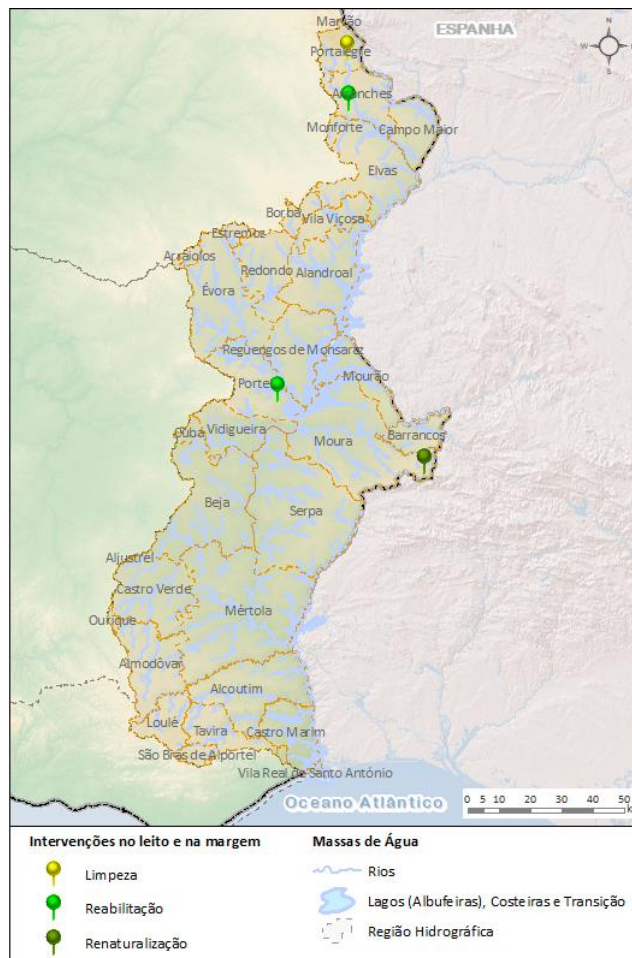 Marvão
ESPANHA
N
W
S
Portalegre
Arronches
Monforte
Campo Maior
Elvas
Borba
Vila Viçosa
Estremoz
Arraiolos
Redondo
Alandroal
Évora
Reguengos de Monsaraz
Mourão
Portel
Cuba
Vidigueira
Barrancos
Moura
Beja
Serpa
Aljustrel
Castro Verde
Ourique
Mértola
Almodôvar
Alcoutim
Loulé
Tavira
Castro Marim
São Brás de Alportel
Vila Real de Santo António
Oceano Atlântico
0 5 10 20 30 40 50
Intervenções no leito e na margem
Limpeza
Reabilitação
Renaturalização
Massas de Água
Rios
Lagos (Albufeiras), Costeiras e Transição
Região Hidrográfica